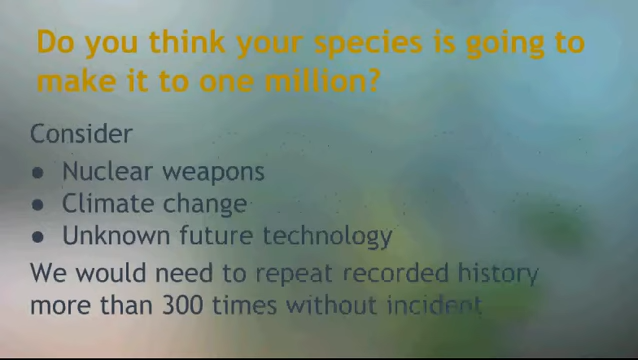 Do you think your species is going to
make it to one million?
Consider
● Nuclear weapons
● Climate change
● Unknown future technology
We would need to repeat recorded history
more than 300 times without incident